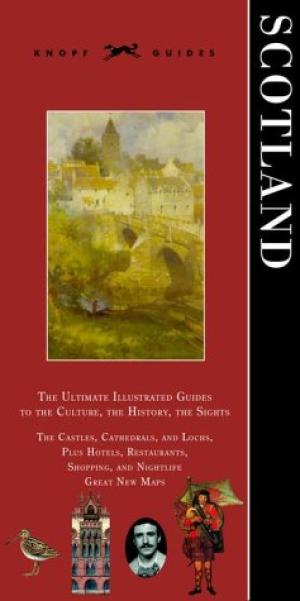 KNOPF GUIDES
SCOTLAND
THE ULTIMATE ILLUSTRATED GUIDES
TO THE CULTURE, THE HISTORY, THE SIGHTS
THE CASTLES, CATHEDRALS, AND LOCHS,
PLUS HOTELS, RESTAURANTS,
SHOPPING, AND NIGHTLIFE
GREAT NEW MAPS